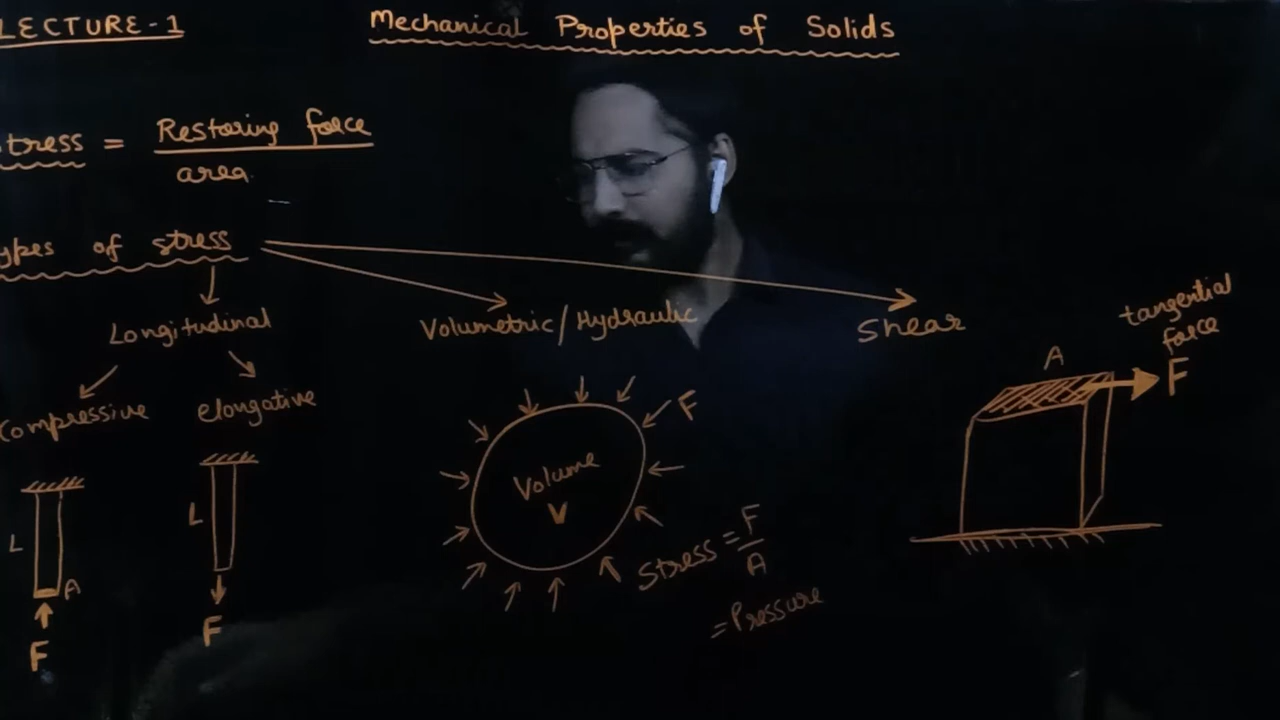 LECTURE-1
Mechanical Properties of Solids
tress = Restoring force
area
ypes of stress
Longitudinal
Volumetric/Hydraulic
Shear
tangential
force
Compressive
elongative
A
F
F
Volume
V
L
L
A
Stress = F
A
= Pressure
F
F